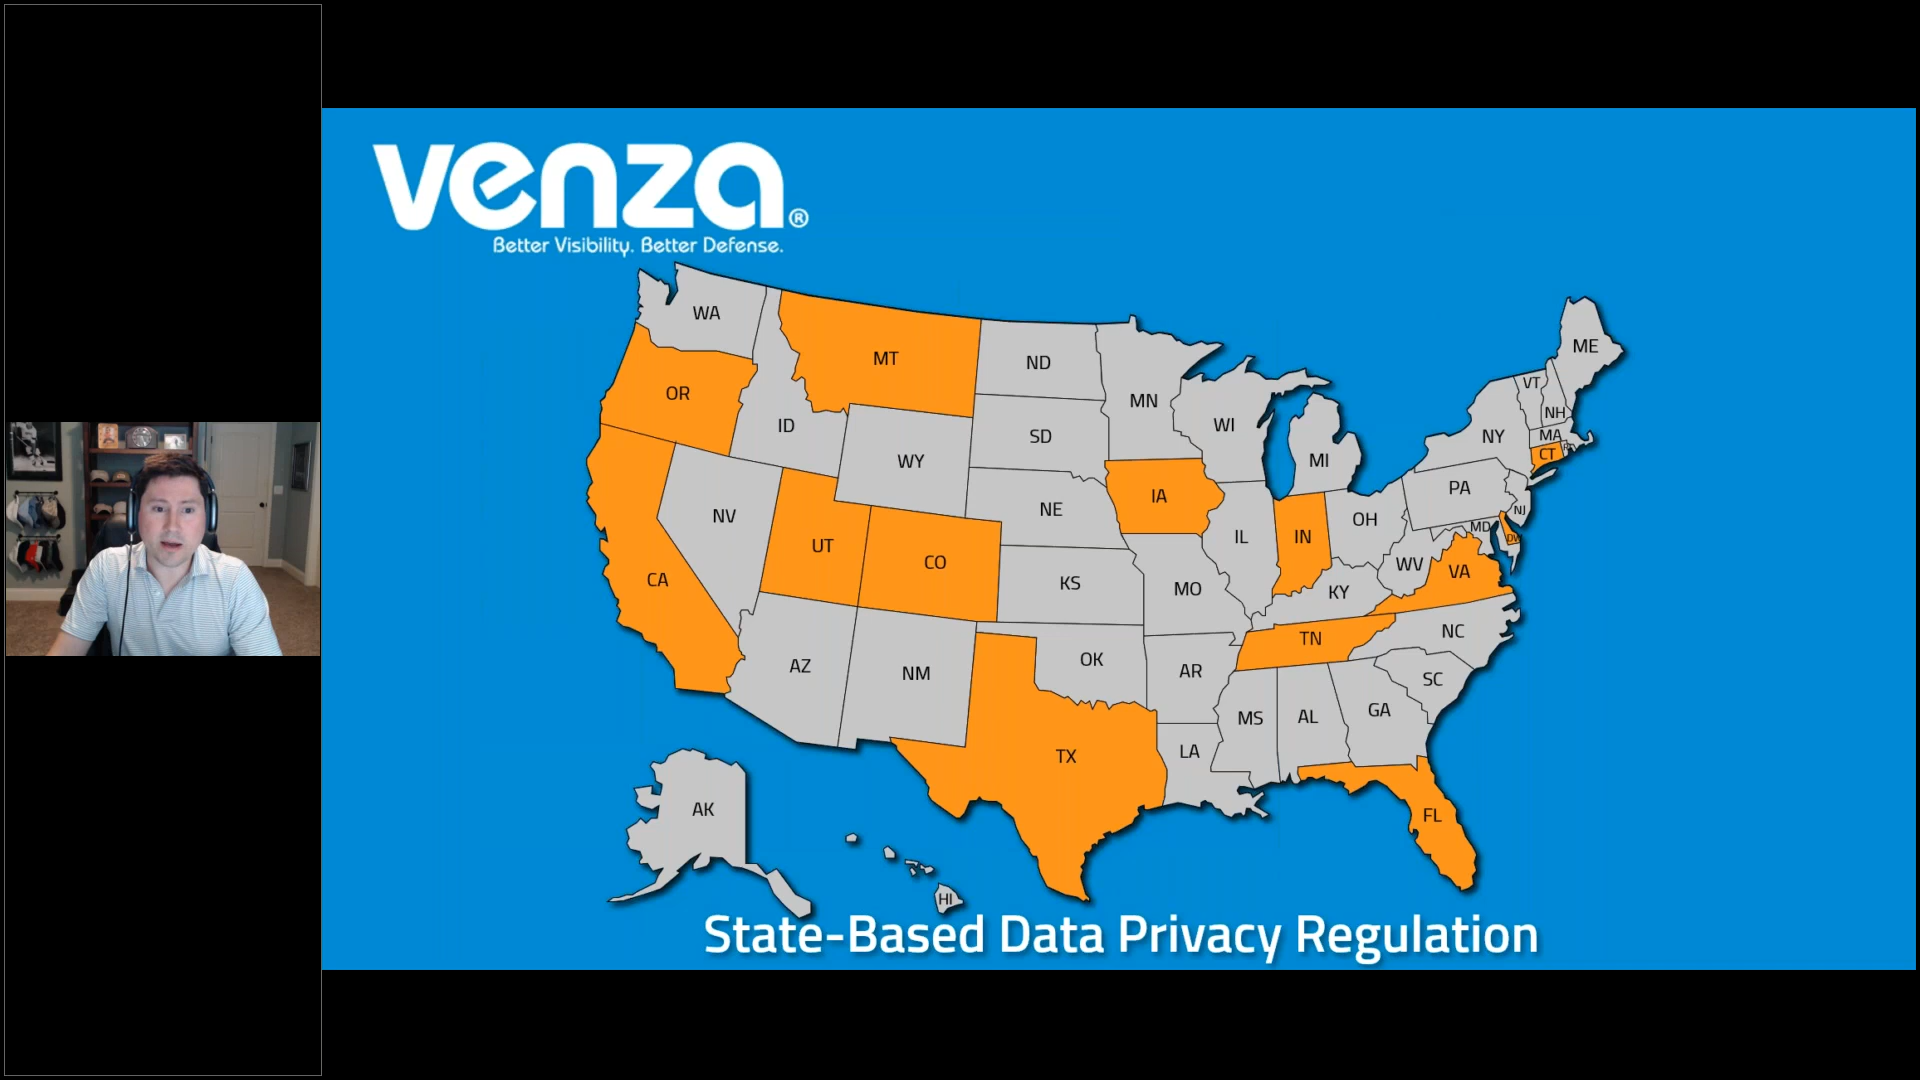 venza®
Better Visibility. Better Defense.
WA
MT
ND
ME
OR
MN
VT
ID
SD
WI
NH
NY
MA
WY
MI
CT
IA
PA
NE
NV
OH
NJ
UT
IL
IN
MD
CO
WV
VA
CA
KS
MO
KY
NC
TN
AZ
OK
AR
NM
SC
MS
AL
GA
TX
LA
AK
FL
HI
State-Based Data Privacy Regulation